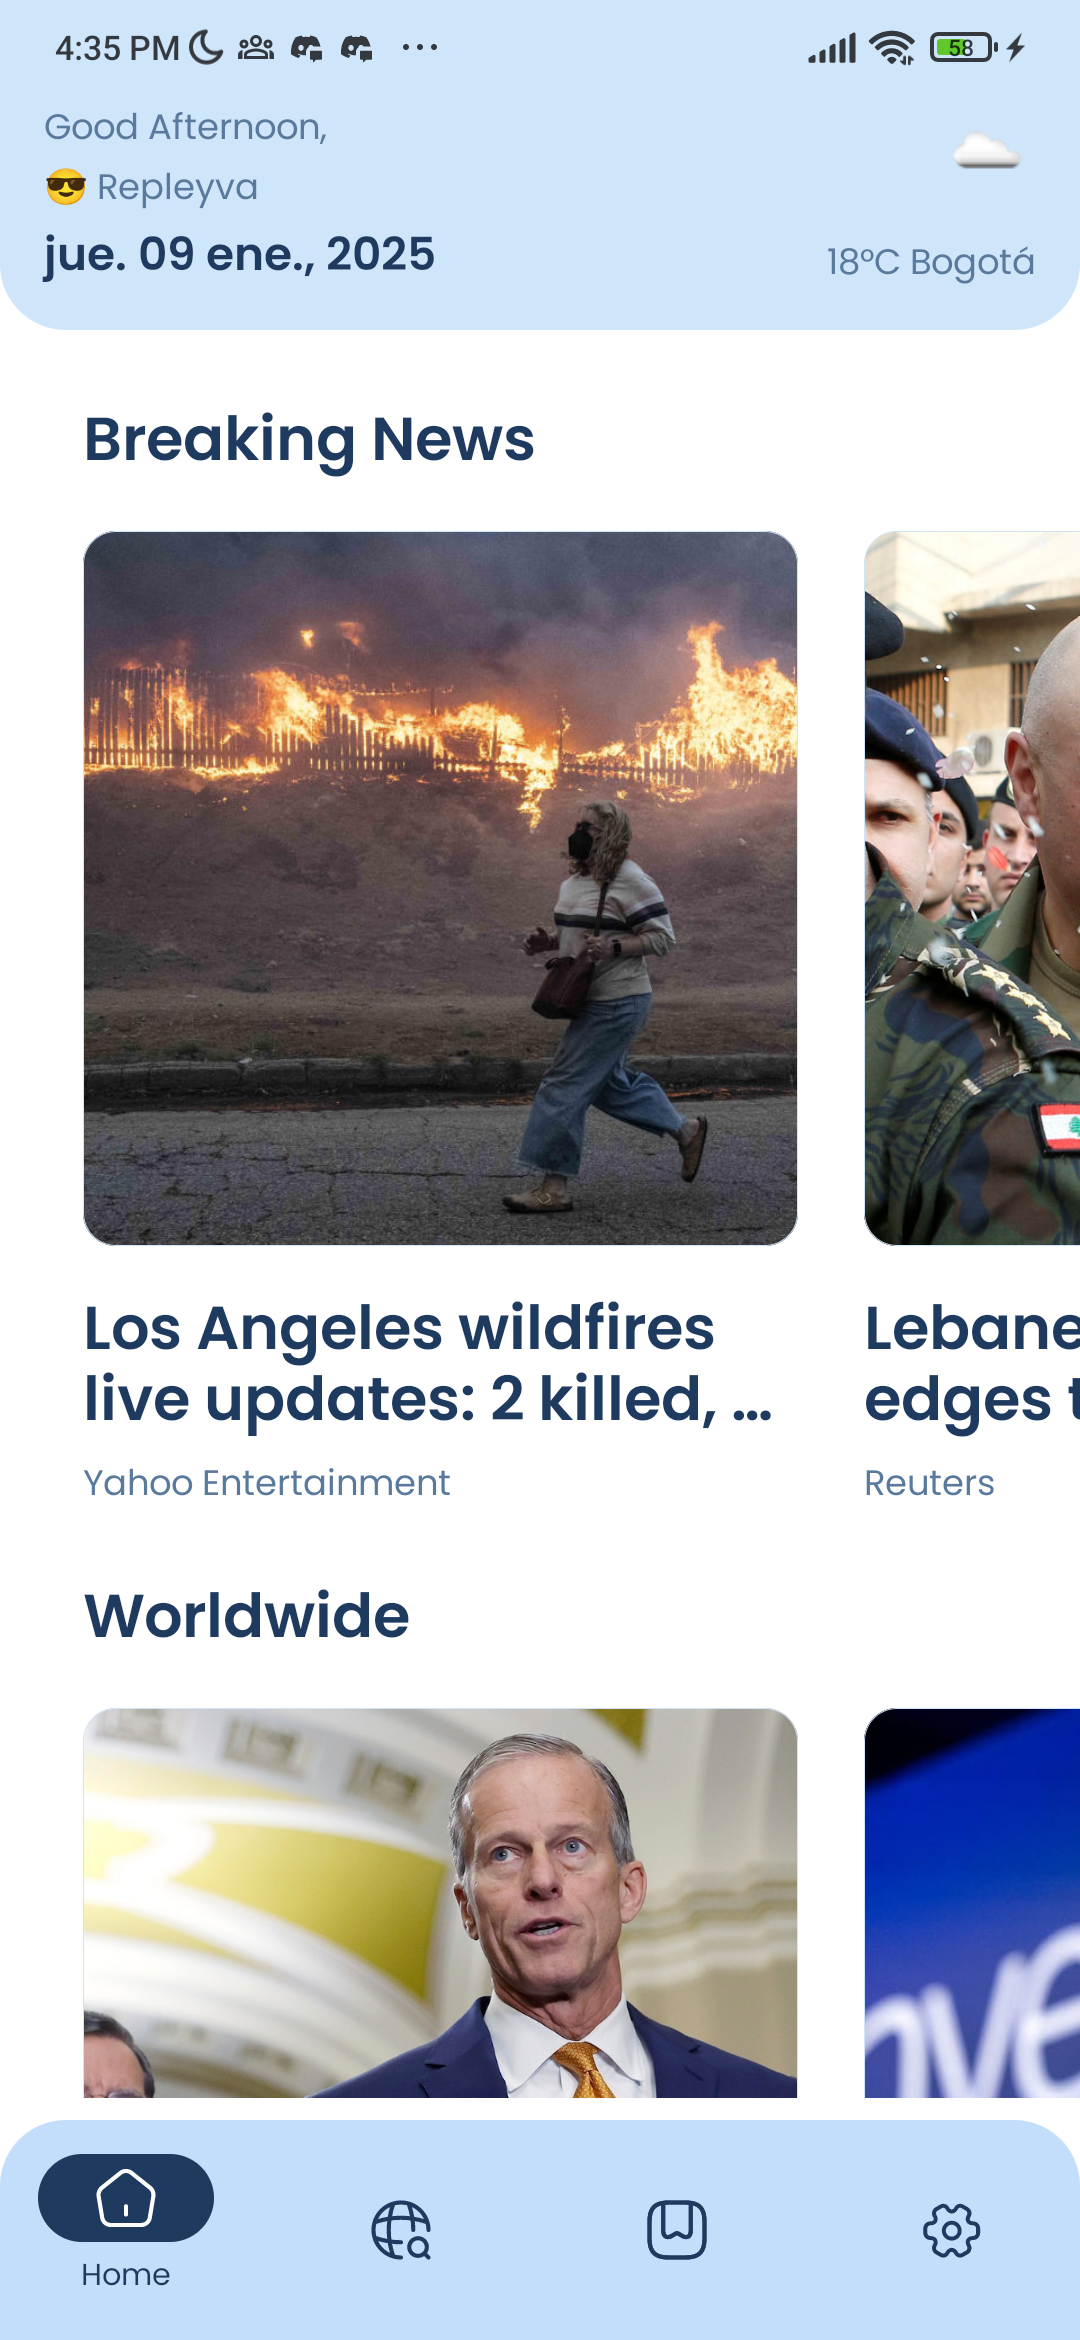 4:35 PM
58
Good Afternoon,
😎 Repleyva
jue. 09 ene., 2025
18°C Bogotá
Breaking News
Los Angeles wildfires
live updates: 2 killed, ...
Yahoo Entertainment
Lebane
edges t
Reuters
Worldwide
nve
Home